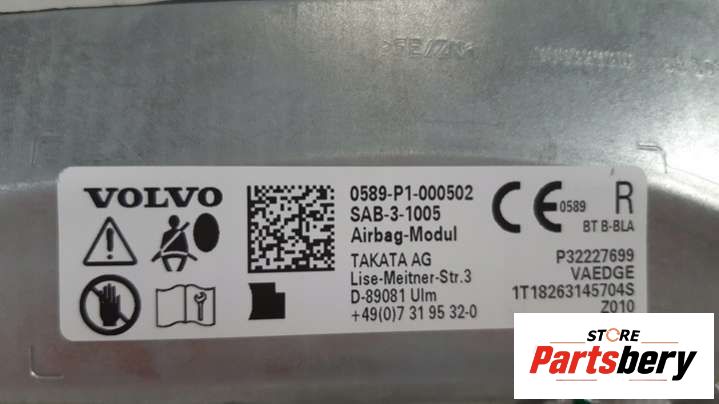 VOLVO
0589-P1-000502
SAB-3-1005
Airbag-Modul
TAKATA AG
Lise-Meitner-Str.3
D-89081 Ulm
+49(0)7 31 95 32-0
CE 0589
R
BT B-BLA
P32227699
VAEDGE
1T18263145704S
Z010
STORE
Partsbery